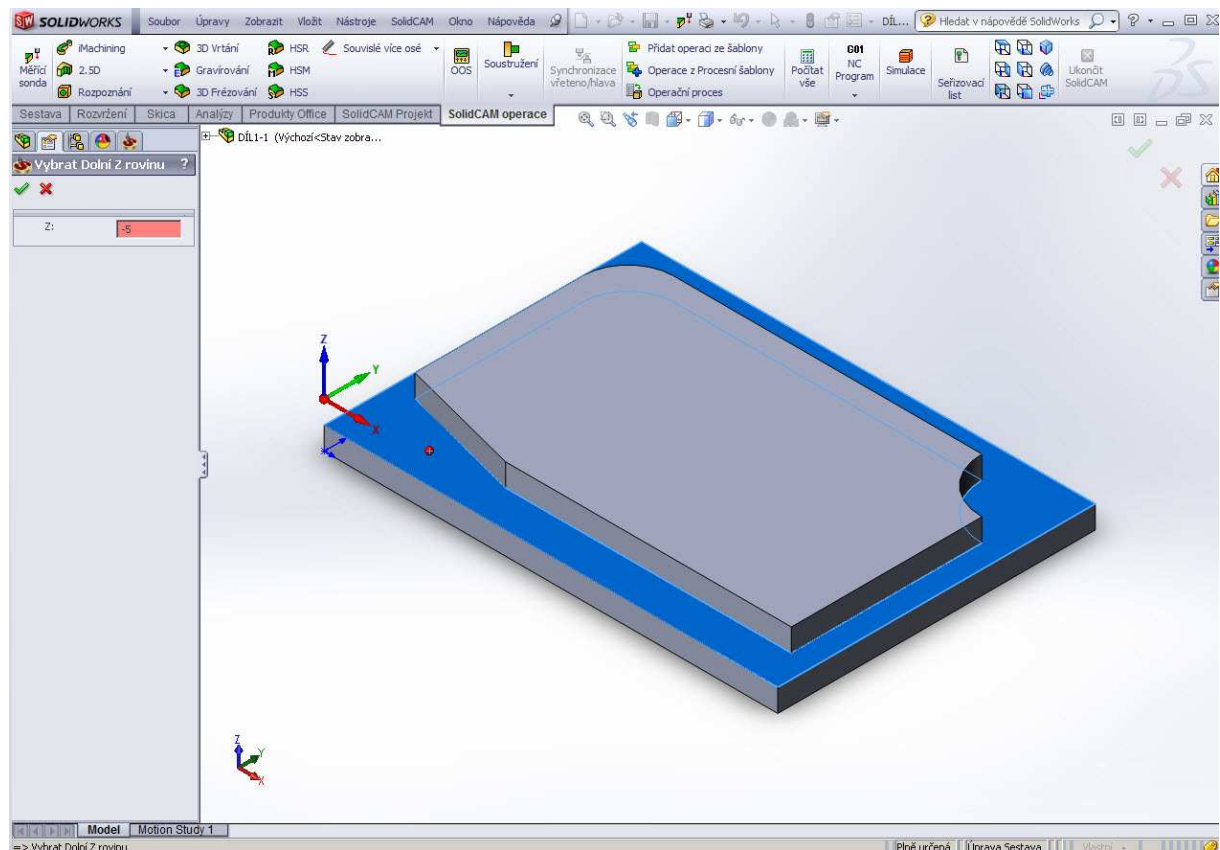 SW SOLIDWORKS Soubor Úpravy Zobrazit Vložit Nástroje SolidCAM Okno Nápověda DÍL... Hledat v nápovědě SolidWorks ?
Měřící sonda
iMachining
2.5D
Rozpoznání
3D Vrtání
Gravírování
3D Frézování
HSR
HSM
HSS
Souvislé více osé
OOS
Soustružení
Synchronizace
vřeteno/hlava
Přidat operaci ze šablony
Operace z Procesní šablony
Operační proces
Počítat
vše
G01
NC
Program
Simulace
Seřizovací
list
Ukončit
SolidCAM
Sestava Rozvržení Skica Analýzy Produkty Office SolidCAM Projekt SolidCAM operace
DÍL1-1 (Výchozí<Stav zobra...
Vybrat Dolní Z rovinu ?
Z: -5
Z
Y
X
Z
Y
X
Model Motion Study 1
=> Vybrat Dolní Z rovinu Plně určená Úprava Sestava Vlastní